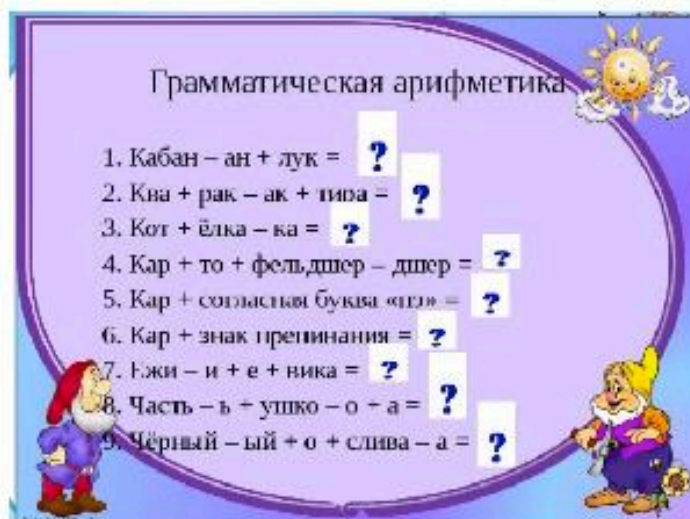 Грамматическая арифметика
1. Кабан – ан + лук = ?
2. Ква + рак – ак + тира = ?
3. Кот + ёлка – ка = ?
4. Кар + то + фельдшер – дшер = ?
5. Кар + согласная буква «пэ» = ?
6. Кар + знак препинания = ?
7. Ежи – и + е + вика = ?
8. Часть – ь + ушко – о + а = ?
9. Чёрный – ый + о + слива – а = ?